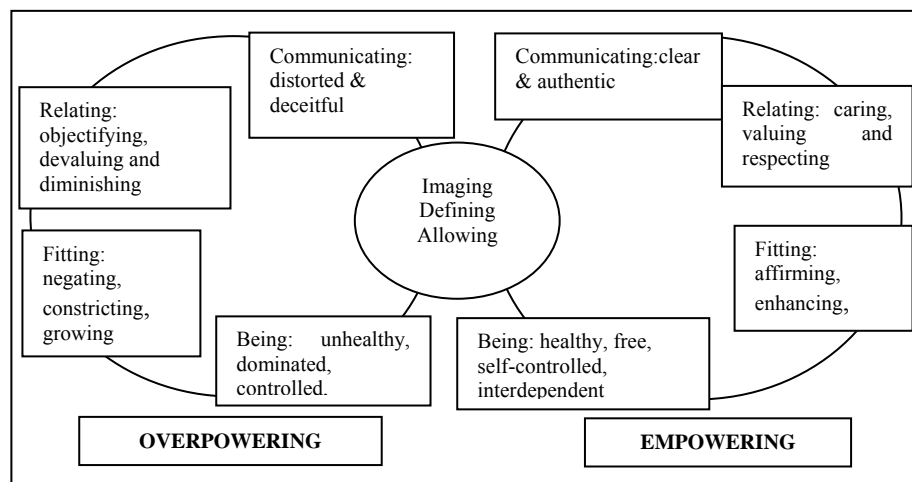 Communicating:
distorted &
deceitful
Communicating:clear
& authentic
Relating:
objectifying,
devaluing and
diminishing
Relating: caring,
valuing and
respecting
Imaging
Defining
Allowing
Fitting:
negating,
constricting,
growing
Fitting:
affirming,
enhancing,
Being: unhealthy,
dominated,
controlled.
Being: healthy, free,
self-controlled,
interdependent
OVERPOWERING
EMPOWERING